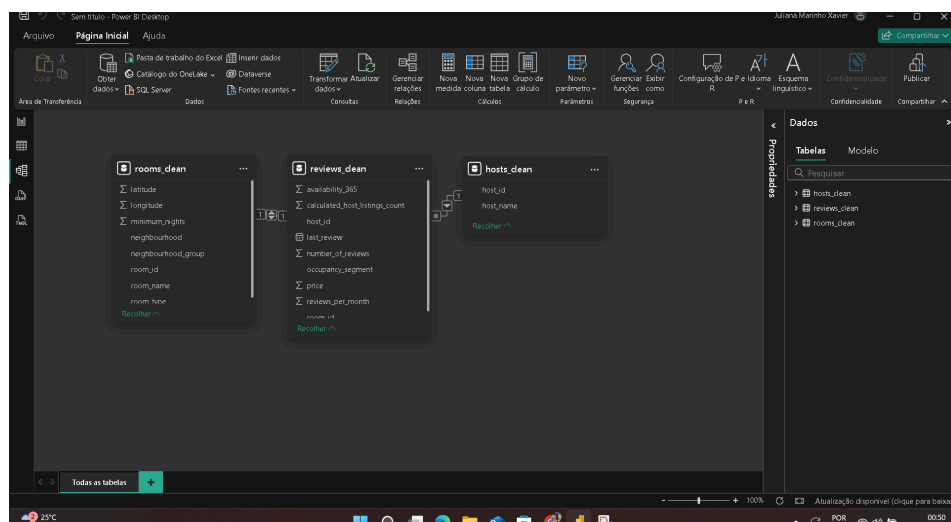 Sem título - Power BI Desktop
Juliana Marinho Xavier
Arquivo Página Inicial Ajuda
Compartilhar
Colar
Obter dados
Pasta de trabalho do Excel
Catálogo do OneLake
SQL Server
Inserir dados
Dataverse
Fontes recentes
Transformar dados
Atualizar
Gerenciar relações
Nova medida
Nova coluna
Nova tabela
Grupo de cálculo
Novo parâmetro
Gerenciar funções
Exibir como
Configuração de P e R
Idioma
Esquema linguístico
Confidencialidade
Publicar
Área de Transferência
Dados
Consultas
Relações
Cálculos
Parâmetros
Segurança
P e R
Confidencialidade
Compartilhar
rooms_clean
latitude
longitude
minimum_nights
neighbourhood
neighbourhood_group
room_id
room_name
room_type
Recolher
1
1
reviews_clean
availability_365
calculated_host_listings_count
host_id
last_review
number_of_reviews
occupancy_segment
price
reviews_per_month
room_id
Recolher
*
1
hosts_clean
host_id
host_name
Recolher
Propriedades
Dados
Tabelas Modelo
Pesquisar
hosts_clean
reviews_clean
rooms_clean
Todas as tabelas
100%
Atualização disponível (clique para baixa
2
25°C
POR
00:50